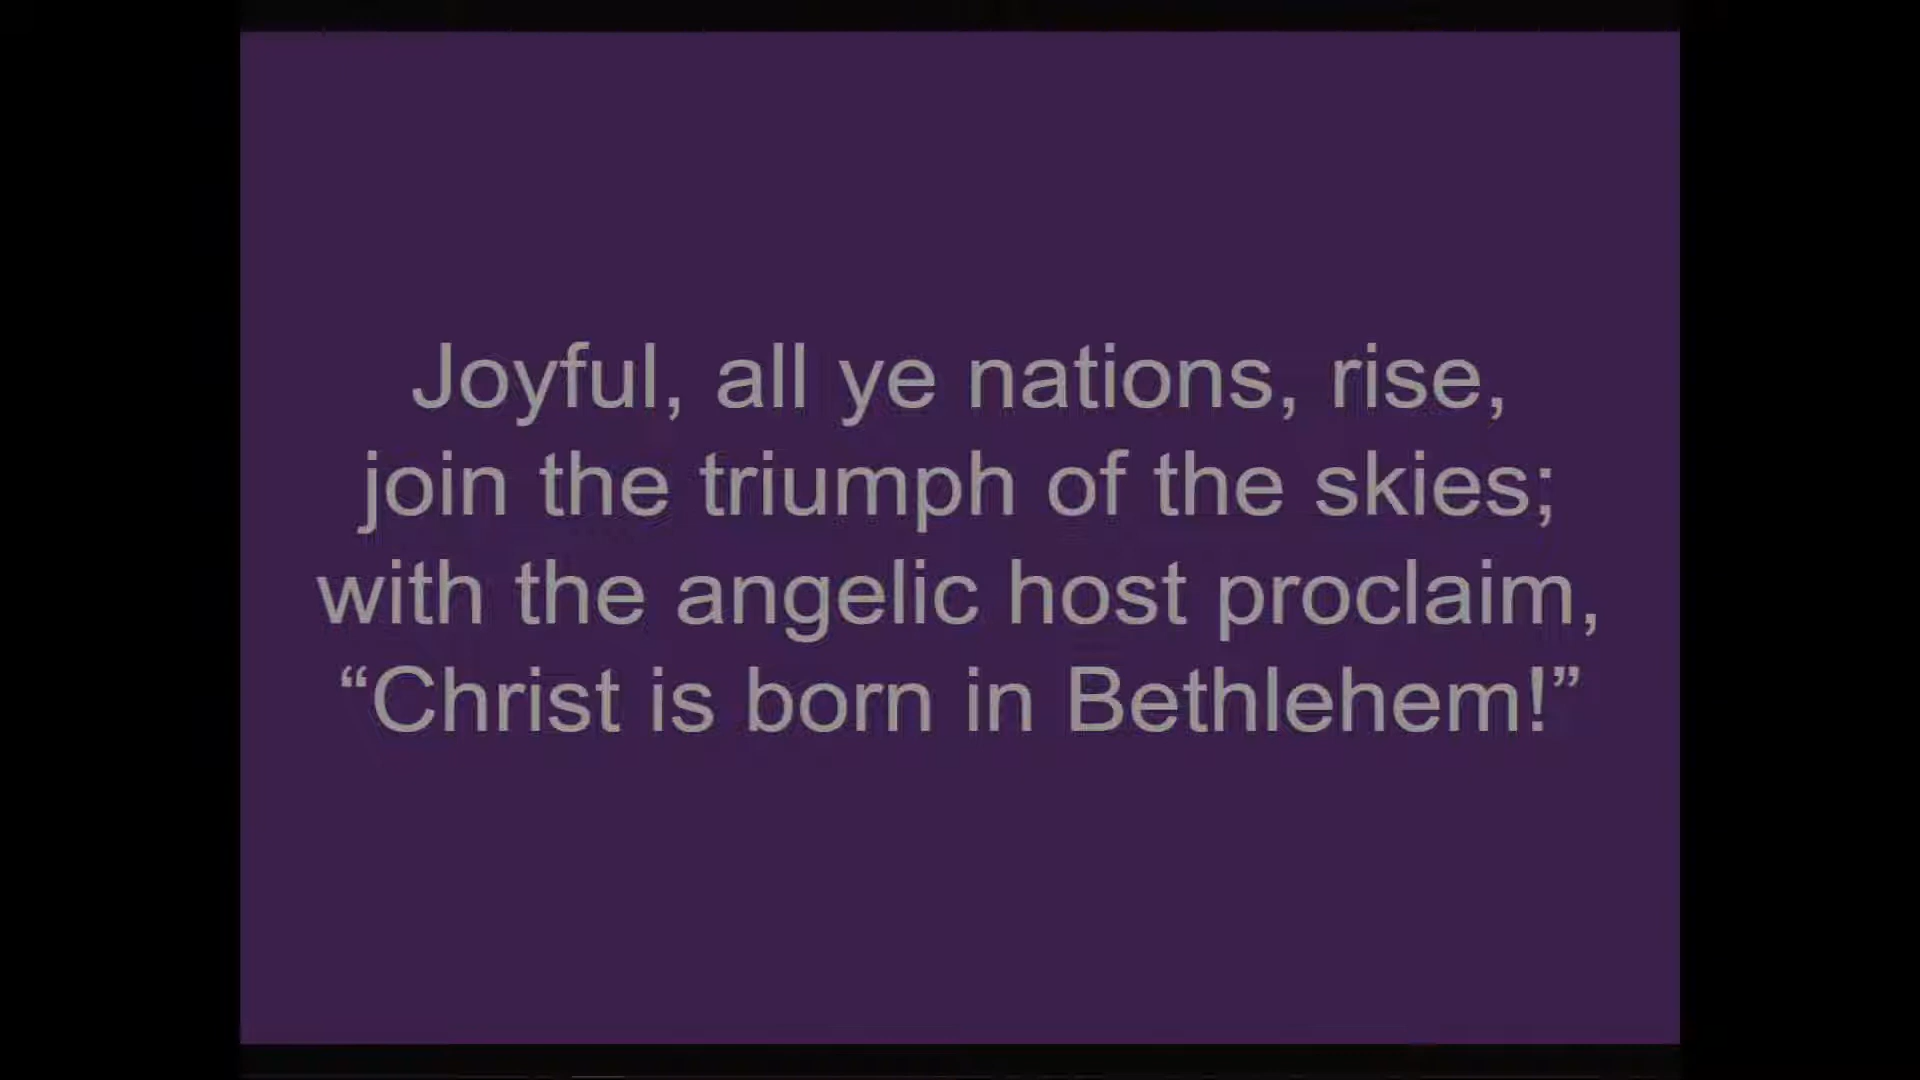 Joyful, all ye nations, rise,
join the triumph of the skies;
with the angelic host proclaim,
“Christ is born in Bethlehem!”